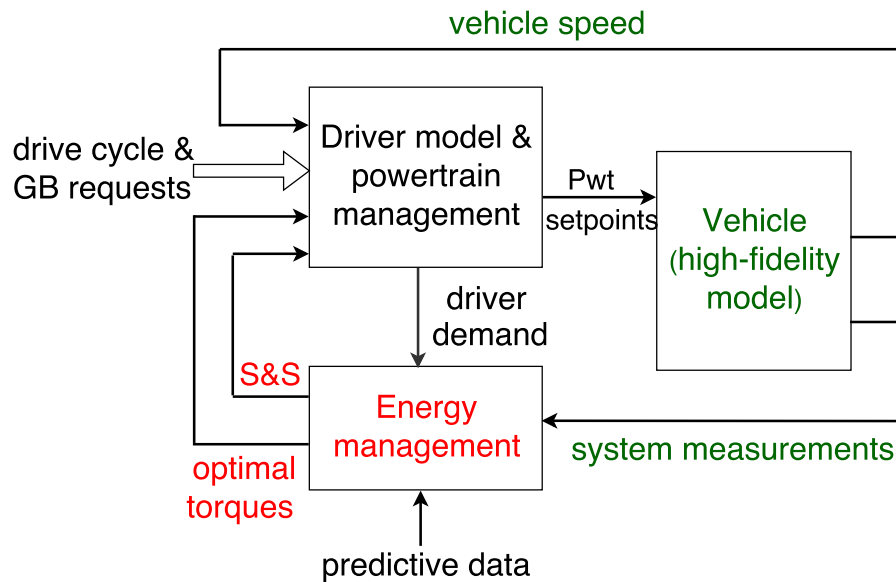 vehicle speed
drive cycle &
GB requests
Driver model &
powertrain
management
Pwt
setpoints
Vehicle
(high-fidelity
model)
driver
demand
S&S
Energy
management
optimal
torques
system measurements
predictive data